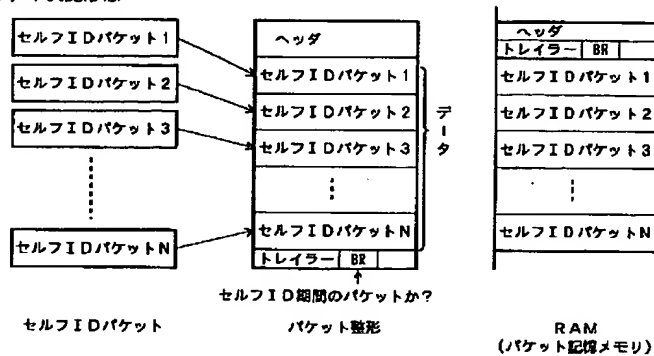 セルフIDパケット1
セルフIDパケット2
セルフIDパケット3
セルフIDパケットN
セルフIDパケット
ヘッダ
セルフIDパケット1
セルフIDパケット2
セルフIDパケット3
セルフIDパケットN
トレイラー BR
データ
セルフID期間のパケットか?
パケット整形
ヘッダ
トレイラー BR
セルフIDパケット1
セルフIDパケット2
セルフIDパケット3
セルフIDパケットN
RAM
(パケット記憶メモリ)